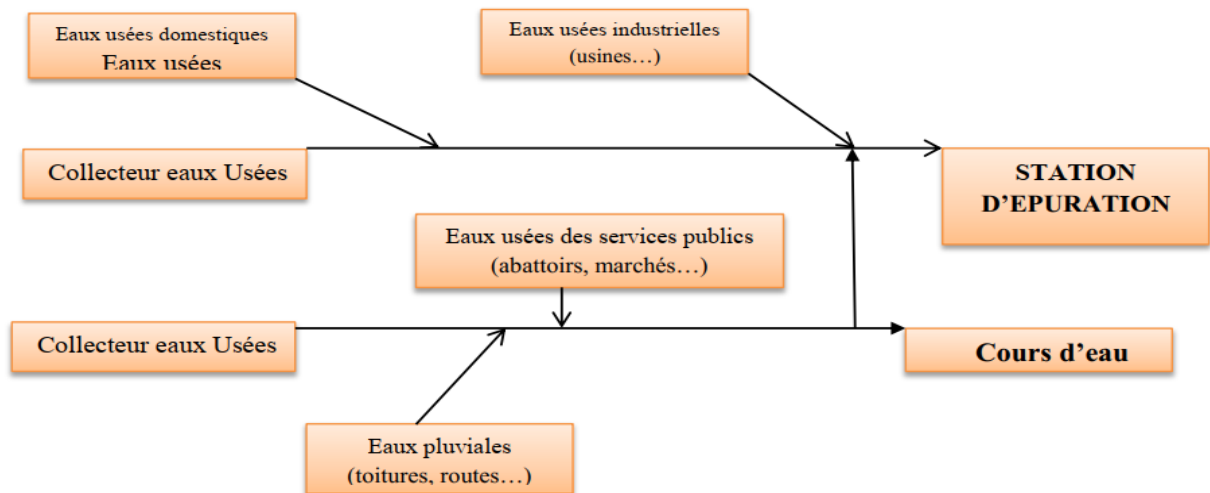 Eaux usées domestiques
Eaux usées
Eaux usées industrielles
(usines…)
Collecteur eaux Usées
STATION
D’EPURATION
Eaux usées des services publics
(abattoirs, marchés…)
Collecteur eaux Usées
Cours d’eau
Eaux pluviales
(toitures, routes…)